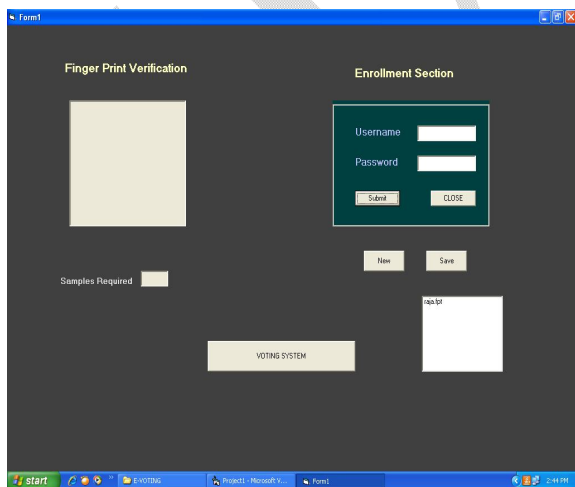 Form1
Finger Print Verification
Enrollment Section
Username
Password
Submit
CLOSE
New
Save
Samples Required
raja.fpt
VOTING SYSTEM
start
E-VOTING
Project1 - Microsoft V...
Form1
2:44 PM